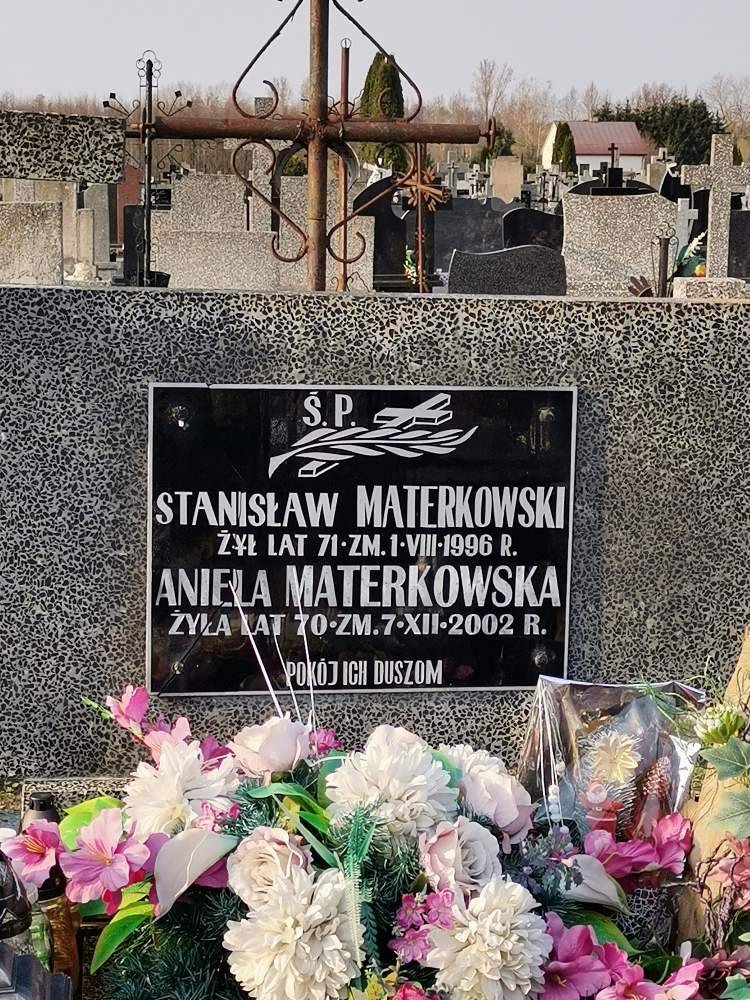 Ś.P.
STANISŁAW MATERKOWSKI
ŻYŁ LAT 71·ZM.1·VIII·1996 R.
ANIELA MATERKOWSKA
ŻYŁA LAT 70·ZM.7·XII·2002 R.
POKÓJ ICH DUSZOM